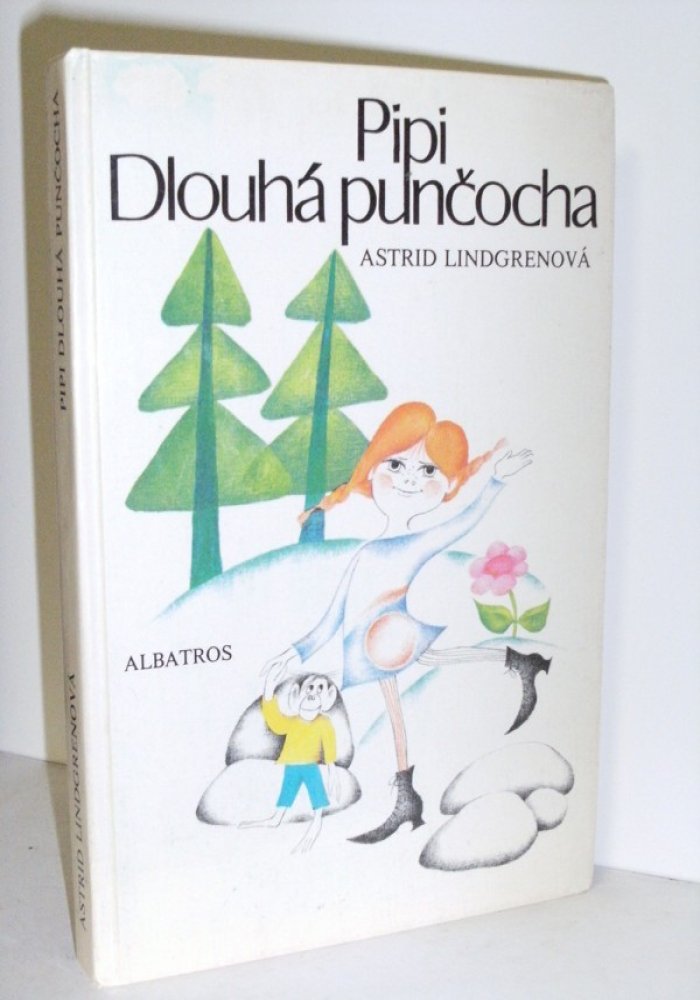 Pipi
Dlouhá punčocha
ASTRID LINDGRENOVÁ
ALBATROS
PIPI DLOUHÁ PUNČOCHA
ASTRID LINDGRENOVÁ